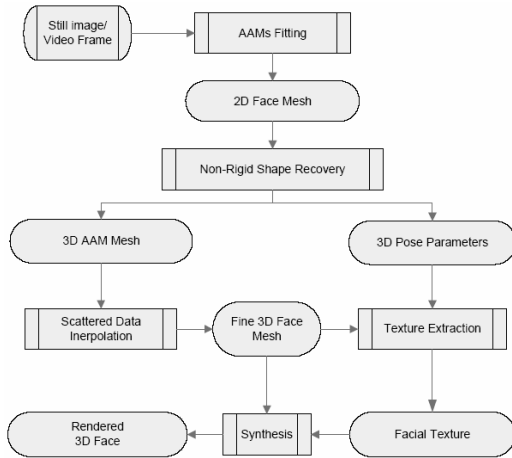 Still image/
Video Frame
AAMs Fitting
2D Face Mesh
Non-Rigid Shape Recovery
3D AAM Mesh
3D Pose Parameters
Scattered Data
Inerpolation
Fine 3D Face
Mesh
Texture Extraction
Rendered
3D Face
Synthesis
Facial Texture